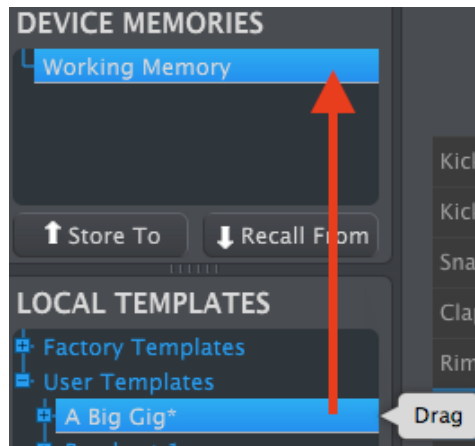 DEVICE MEMORIES
Working Memory
Store To
Recall From
LOCAL TEMPLATES
Factory Templates
User Templates
A Big Gig*
Drag